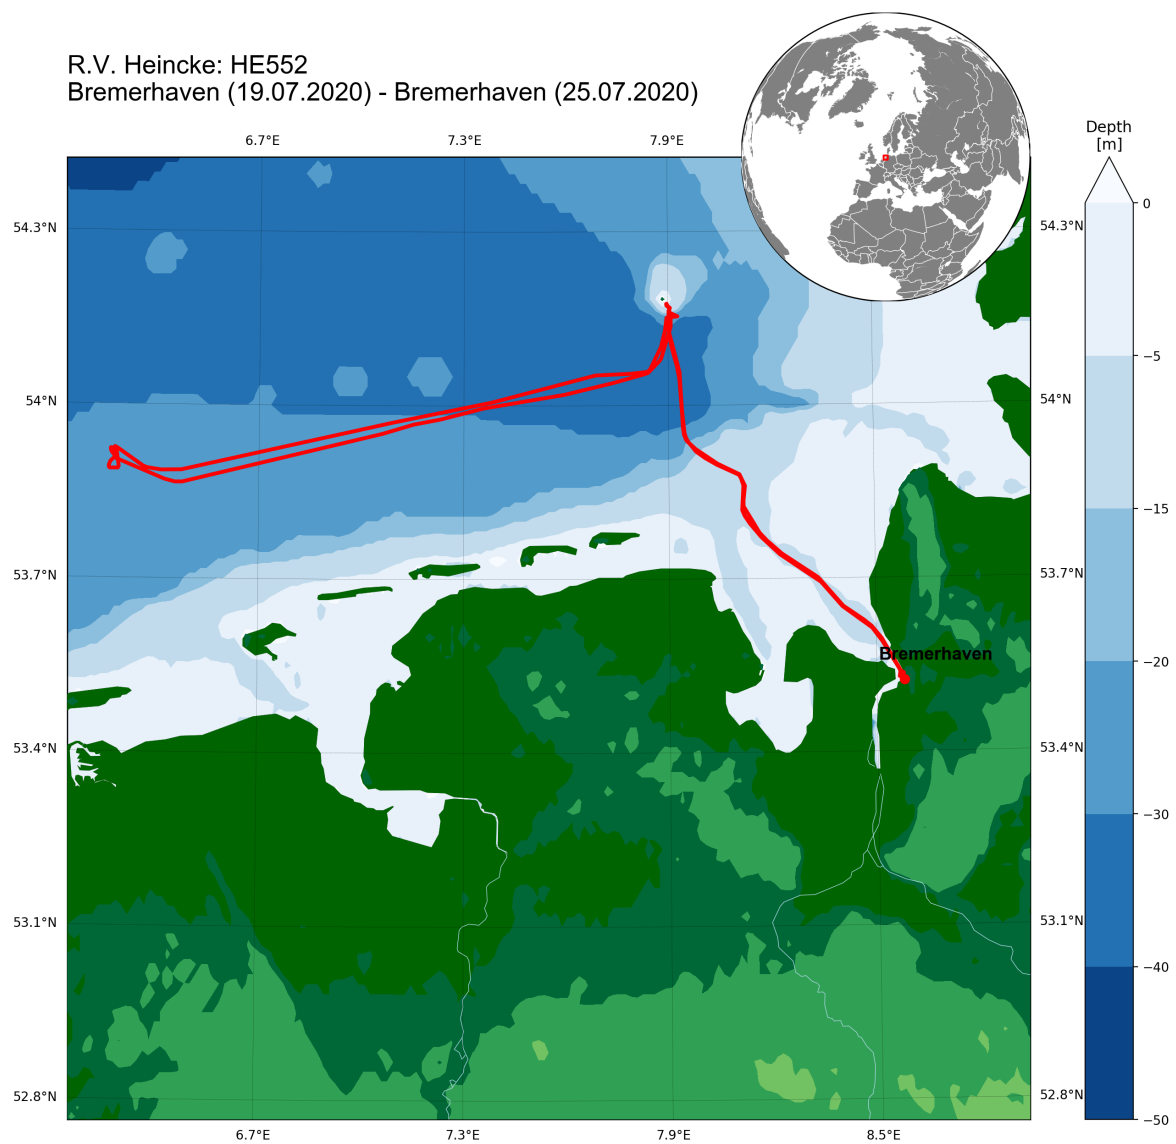 R.V. Heincke: HE552
Bremerhaven (19.07.2020) - Bremerhaven (25.07.2020)
6.7°E 7.3°E 7.9°E
Depth
[m]
0
54.3°N 54.3°N
−5
54°N 54°N
−15
53.7°N 53.7°N
Bremerhaven
−20
53.4°N 53.4°N
−30
53.1°N 53.1°N
−40
52.8°N 52.8°N
−50
6.7°E 7.3°E 7.9°E 8.5°E